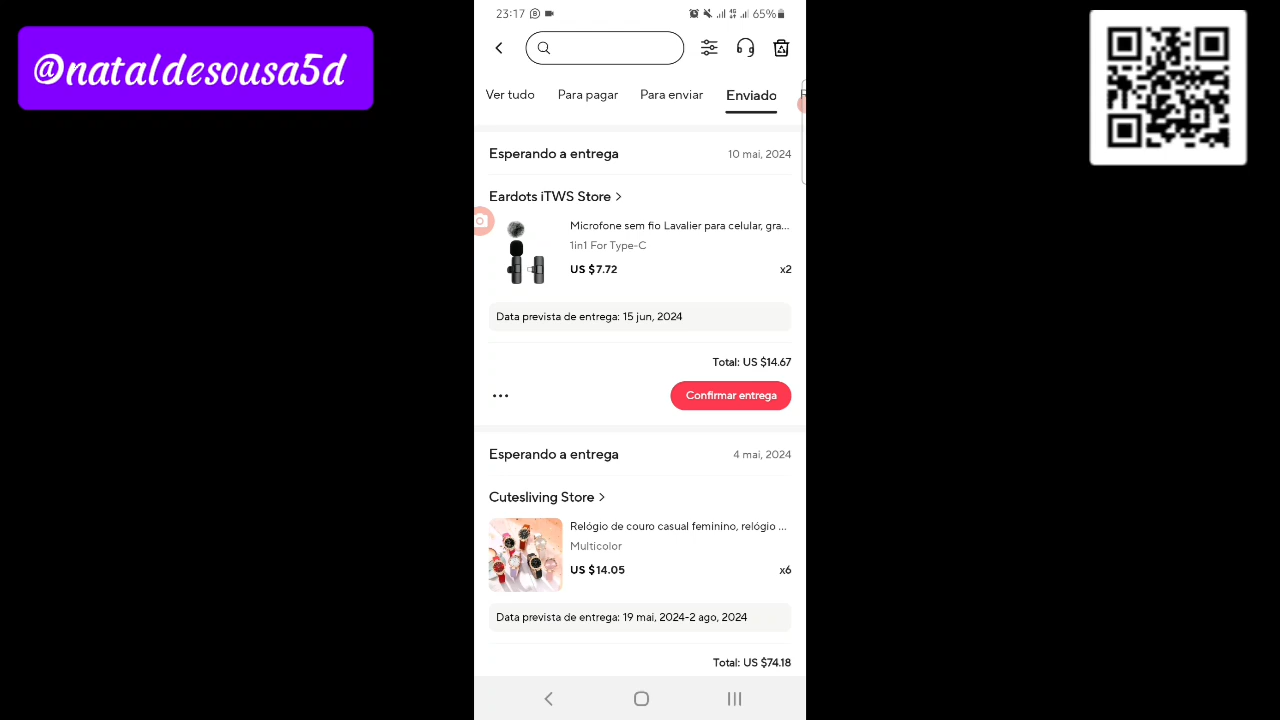 @nataldesousa5d
23:17 65%
Ver tudo Para pagar Para enviar Enviado
Esperando a entrega 10 mai, 2024
Eardots iTWS Store >
Microfone sem fio Lavalier para celular, gra...
1in1 For Type-C
US $7.72 x2
Data prevista de entrega: 15 jun, 2024
Total: US $14.67
Confirmar entrega
Esperando a entrega 4 mai, 2024
Cutesliving Store >
Relógio de couro casual feminino, relógio ...
Multicolor
US $14.05 x6
Data prevista de entrega: 19 mai, 2024-2 ago, 2024
Total: US $74.18